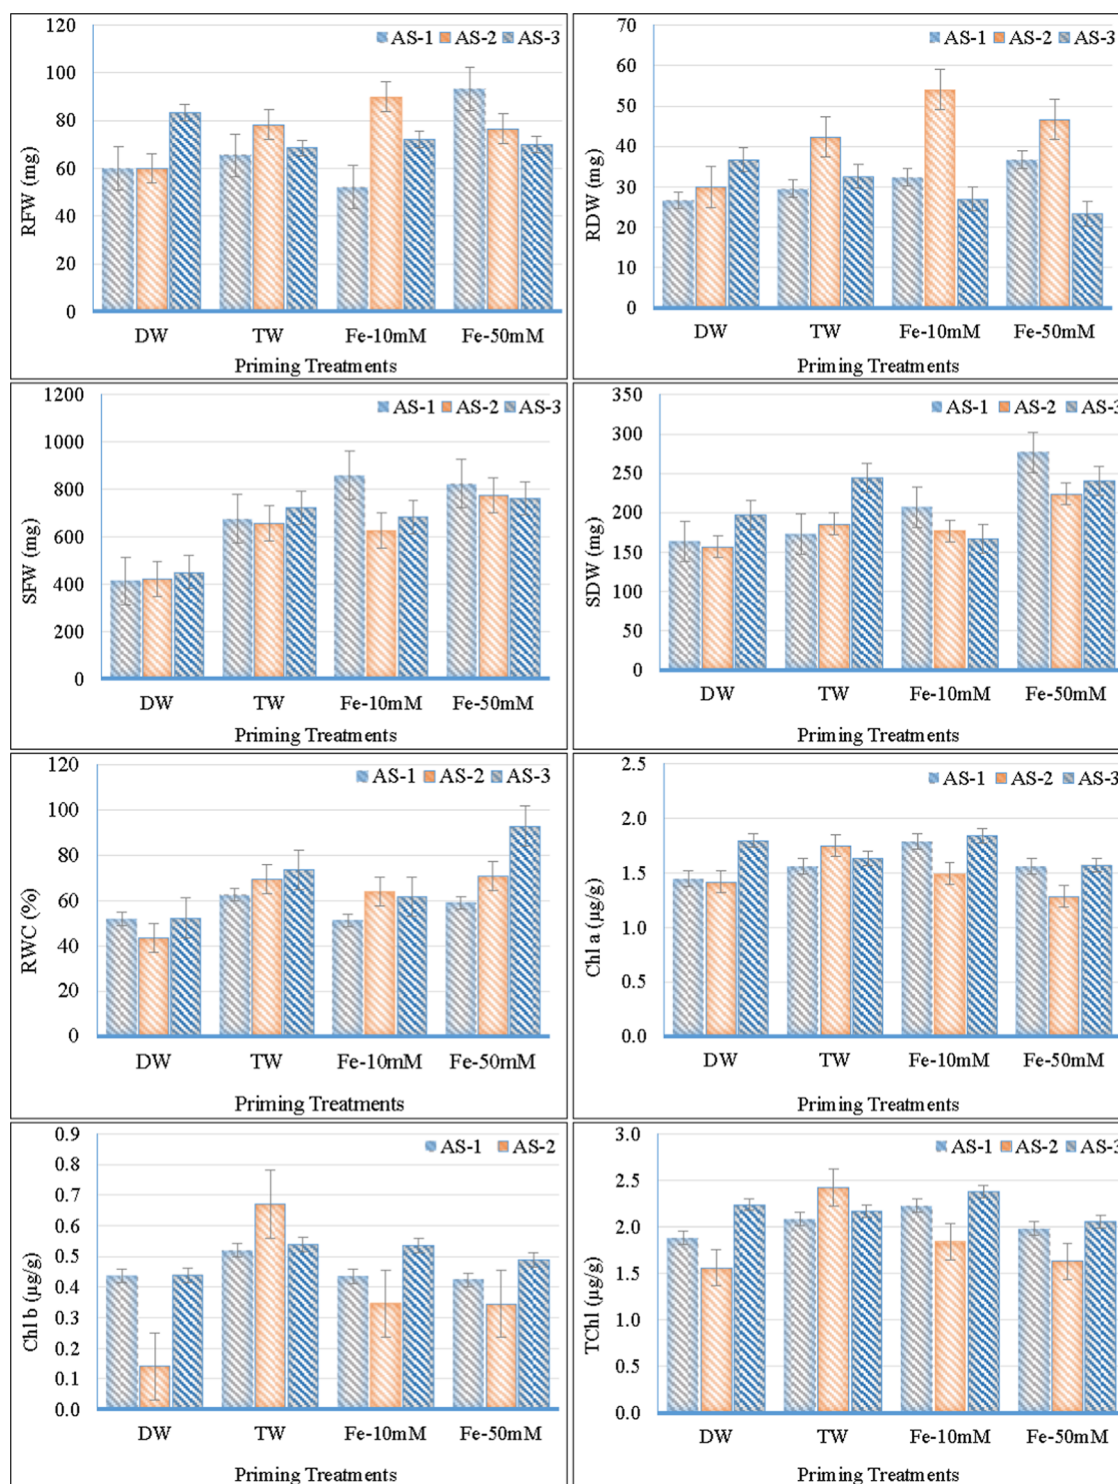 120
100
80
60
40
20
0
RFW (mg)
AS-1 AS-2 AS-3
DW TW Fe-10mM Fe-50mM
Priming Treatments
70
60
50
40
30
20
10
0
RDW (mg)
AS-1 AS-2 AS-3
DW TW Fe-10mM Fe-50mM
Priming Treatments
1200
1000
800
600
400
200
0
SFW (mg)
AS-1 AS-2 AS-3
DW TW Fe-10mM Fe-50mM
Priming Treatments
350
300
250
200
150
100
50
0
SDW (mg)
AS-1 AS-2 AS-3
DW TW Fe-10mM Fe-50mM
Priming Treatments
120
100
80
60
40
20
0
RWC (%)
AS-1 AS-2 AS-3
DW TW Fe-10mM Fe-50mM
Priming Treatments
2.5
2.0
1.5
1.0
0.5
0.0
Chl a (µg/g)
AS-1 AS-2 AS-3
DW TW Fe-10mM Fe-50mM
Priming Treatments
0.9
0.8
0.7
0.6
0.5
0.4
0.3
0.2
0.1
0.0
Chl b (µg/g)
AS-1 AS-2
DW TW Fe-10mM Fe-50mM
Priming Treatments
3.0
2.5
2.0
1.5
1.0
0.5
0.0
TChl (µg/g)
AS-1 AS-2 AS-3
DW TW Fe-10mM Fe-50mM
Priming Treatments